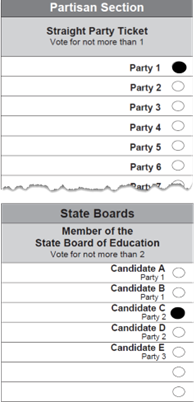 Partisan Section
Straight Party Ticket
Vote for not more than 1
Party 1
Party 2
Party 3
Party 4
Party 5
Party 6
Party 7
State Boards
Member of the
State Board of Education
Vote for not more than 2
Candidate A
Party 1
Candidate B
Party 1
Candidate C
Party 2
Candidate D
Party 2
Candidate E
Party 3